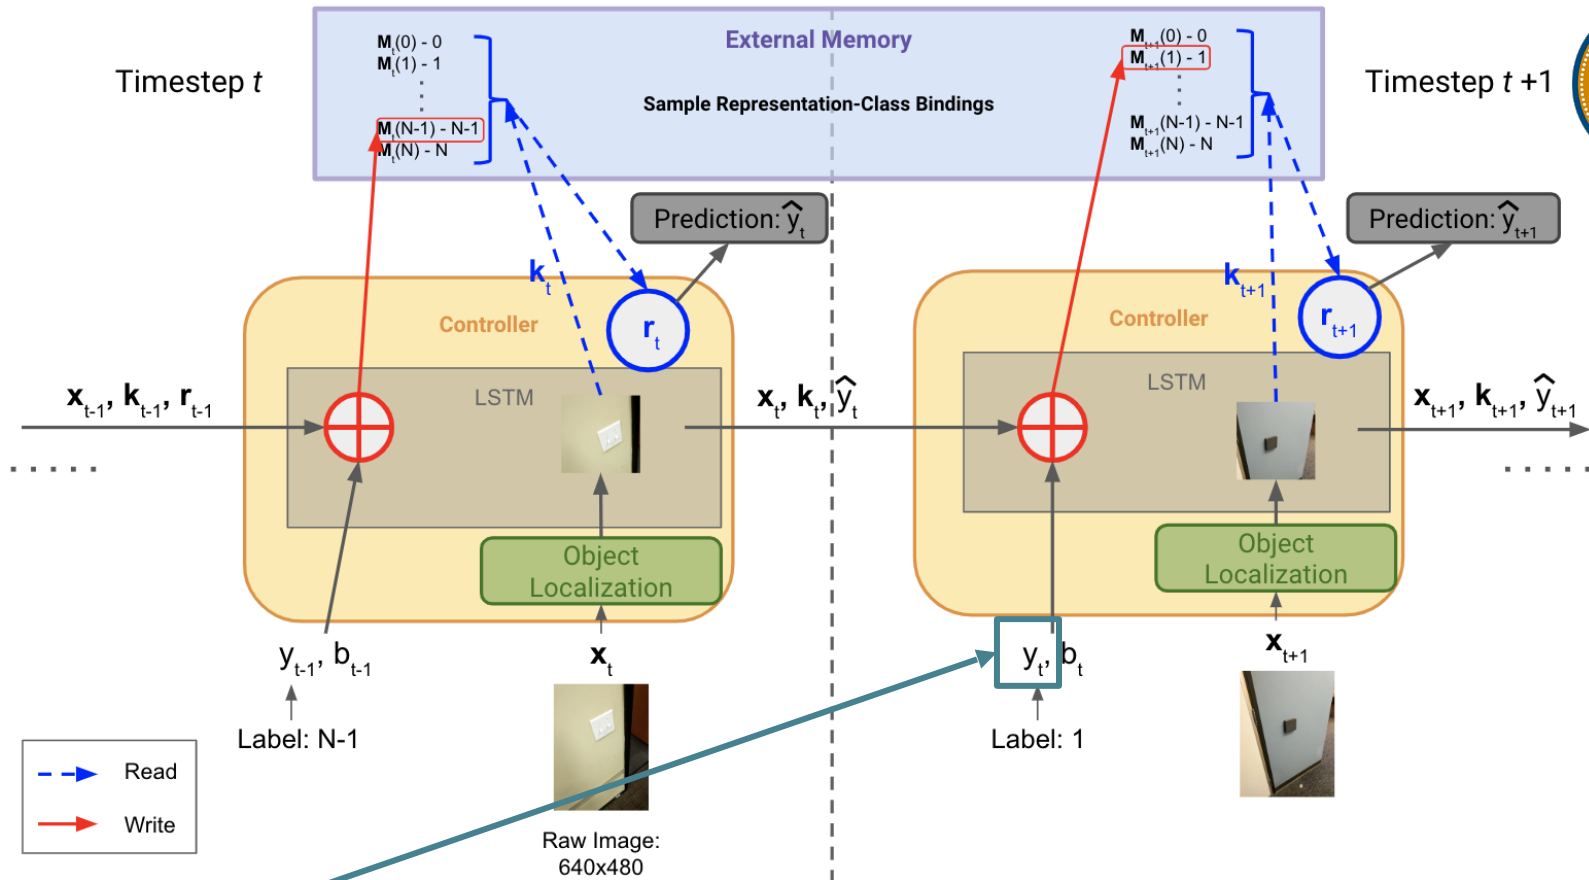 External Memory
Sample Representation-Class Bindings
Timestep t
M_t(0) - 0
M_t(1) - 1
M_t(N-1) - N-1
M_t(N) - N
Timestep t +1
M_t+1(0) - 0
M_t+1(1) - 1
M_t+1(N-1) - N-1
M_t+1(N) - N
Prediction: ŷ_t
Prediction: ŷ_t+1
k_t
r_t
Controller
LSTM
k_t+1
r_t+1
Controller
LSTM
x_t-1, k_t-1, r_t-1
x_t, k_t, ŷ_t
x_t+1, k_t+1, ŷ_t+1
Object
Localization
Object
Localization
y_t-1, b_t-1
x_t
y_t, b_t
x_t+1
Label: N-1
Label: 1
Read
Write
Raw Image:
640x480